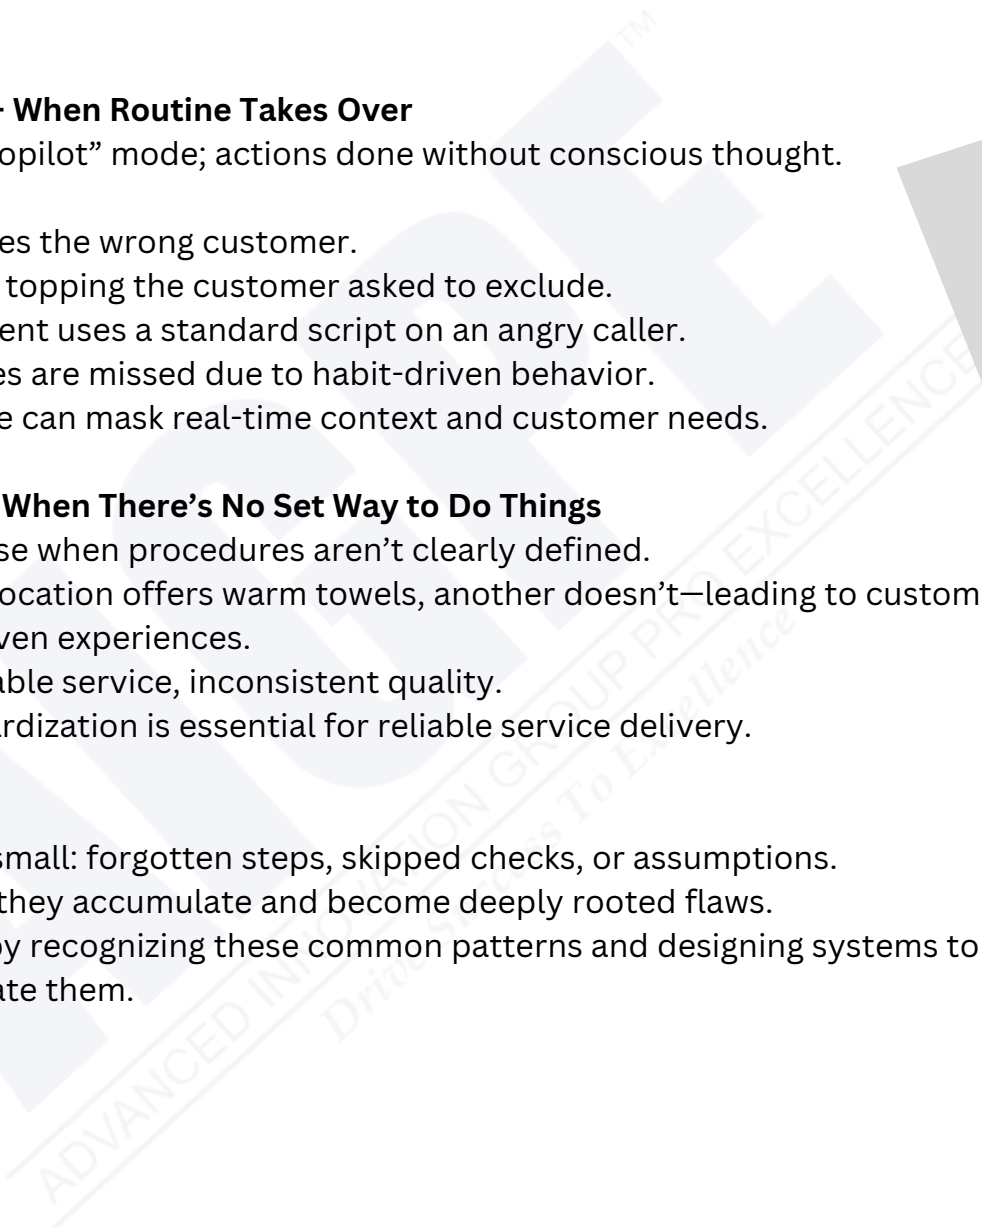 - When Routine Takes Over
opilot” mode; actions done without conscious thought.
es the wrong customer.
topping the customer asked to exclude.
ent uses a standard script on an angry caller.
es are missed due to habit-driven behavior.
e can mask real-time context and customer needs.
When There’s No Set Way to Do Things
se when procedures aren’t clearly defined.
ocation offers warm towels, another doesn’t—leading to custom
ven experiences.
able service, inconsistent quality.
rdization is essential for reliable service delivery.
small: forgotten steps, skipped checks, or assumptions.
they accumulate and become deeply rooted flaws.
by recognizing these common patterns and designing systems to
ate them.
AIGPE™
ADVANCED INNOVATION GROUP PRO EXCELLENCE
Drive Success To Excellence